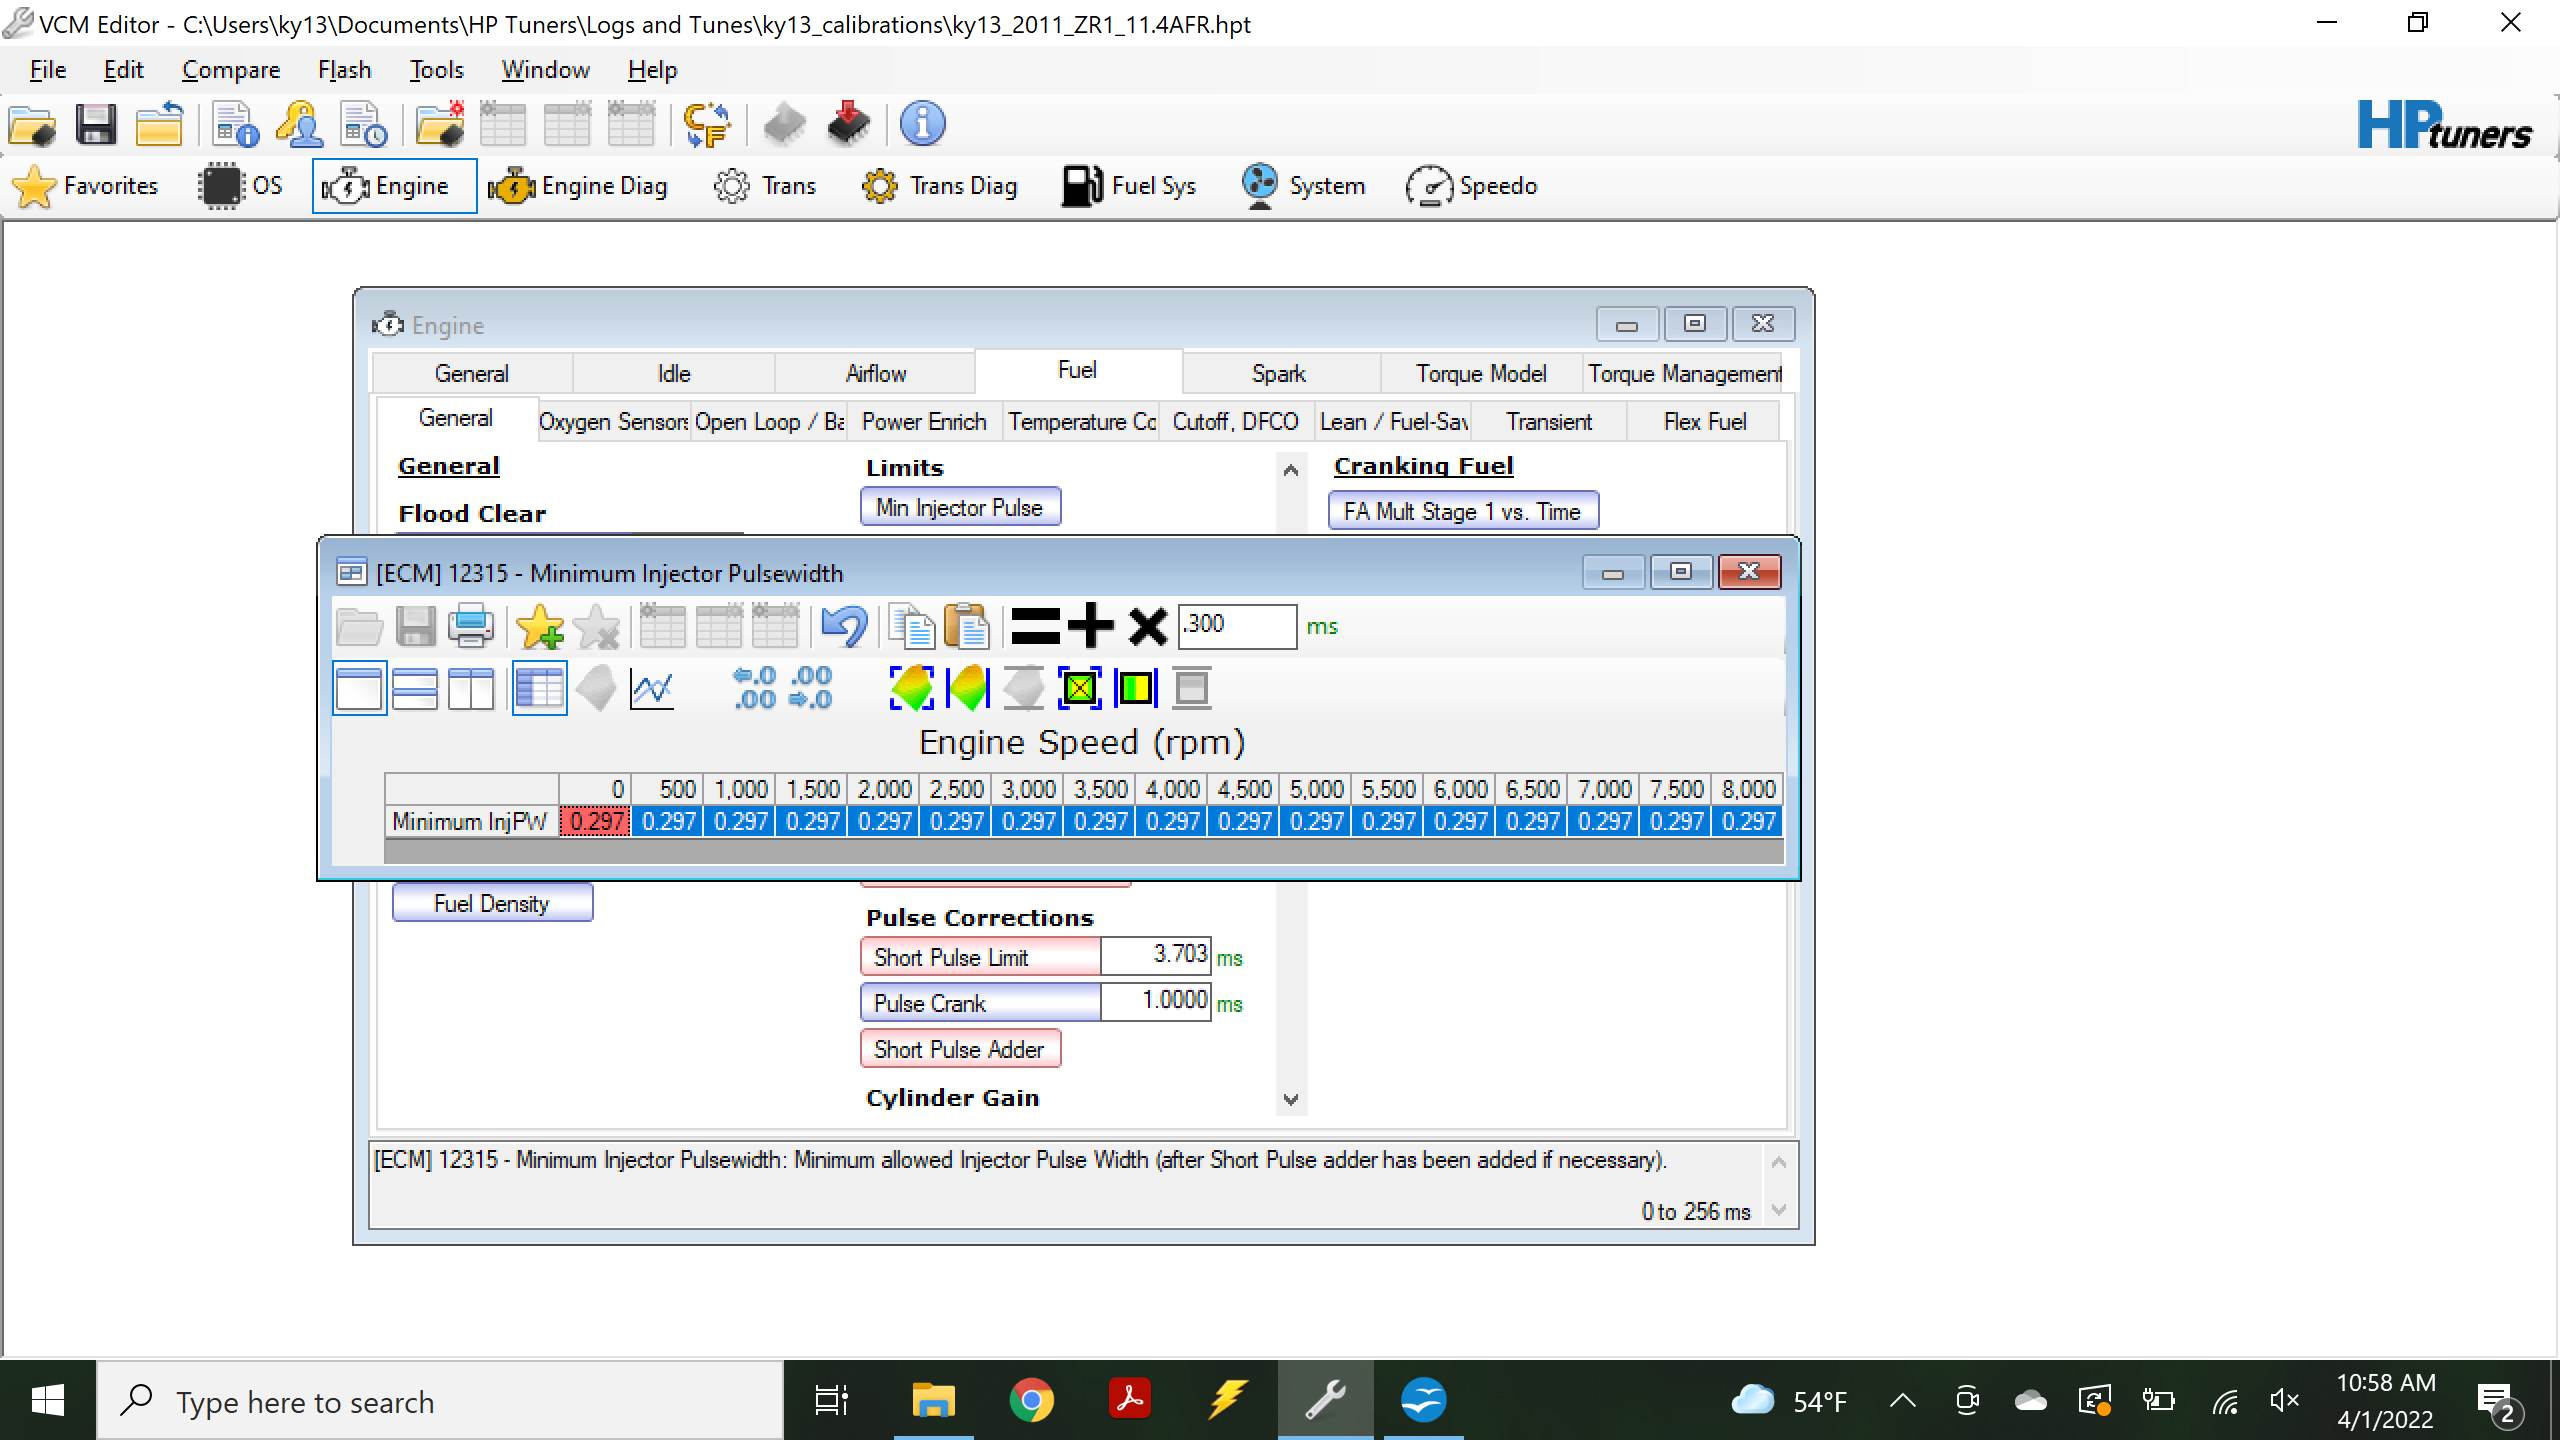 VCM Editor - C:\Users\ky13\Documents\HP Tuners\Logs and Tunes\ky13_calibrations\ky13_2011_ZR1_11.4AFR.hpt
File Edit Compare Flash Tools Window Help
HPtuners
Favorites OS Engine Engine Diag Trans Trans Diag Fuel Sys System Speedo
Engine
General Idle Airflow Fuel Spark Torque Model Torque Management
General Oxygen Sensors Open Loop / Ba Power Enrich Temperature Co Cutoff, DFCO Lean / Fuel-Sav Transient Flex Fuel
General Limits Cranking Fuel
Flood Clear Min Injector Pulse FA Mult Stage 1 vs. Time
[ECM] 12315 - Minimum Injector Pulsewidth
.300 ms
.0 .00
.00 .0
Engine Speed (rpm)
0 500 1,000 1,500 2,000 2,500 3,000 3,500 4,000 4,500 5,000 5,500 6,000 6,500 7,000 7,500 8,000
Minimum InjPW 0.297 0.297 0.297 0.297 0.297 0.297 0.297 0.297 0.297 0.297 0.297 0.297 0.297 0.297 0.297 0.297 0.297
Fuel Density
Pulse Corrections
Short Pulse Limit 3.703 ms
Pulse Crank 1.0000 ms
Short Pulse Adder
Cylinder Gain
[ECM] 12315 - Minimum Injector Pulsewidth: Minimum allowed Injector Pulse Width (after Short Pulse adder has been added if necessary).
0 to 256 ms
Type here to search
54°F
10:58 AM
4/1/2022
2